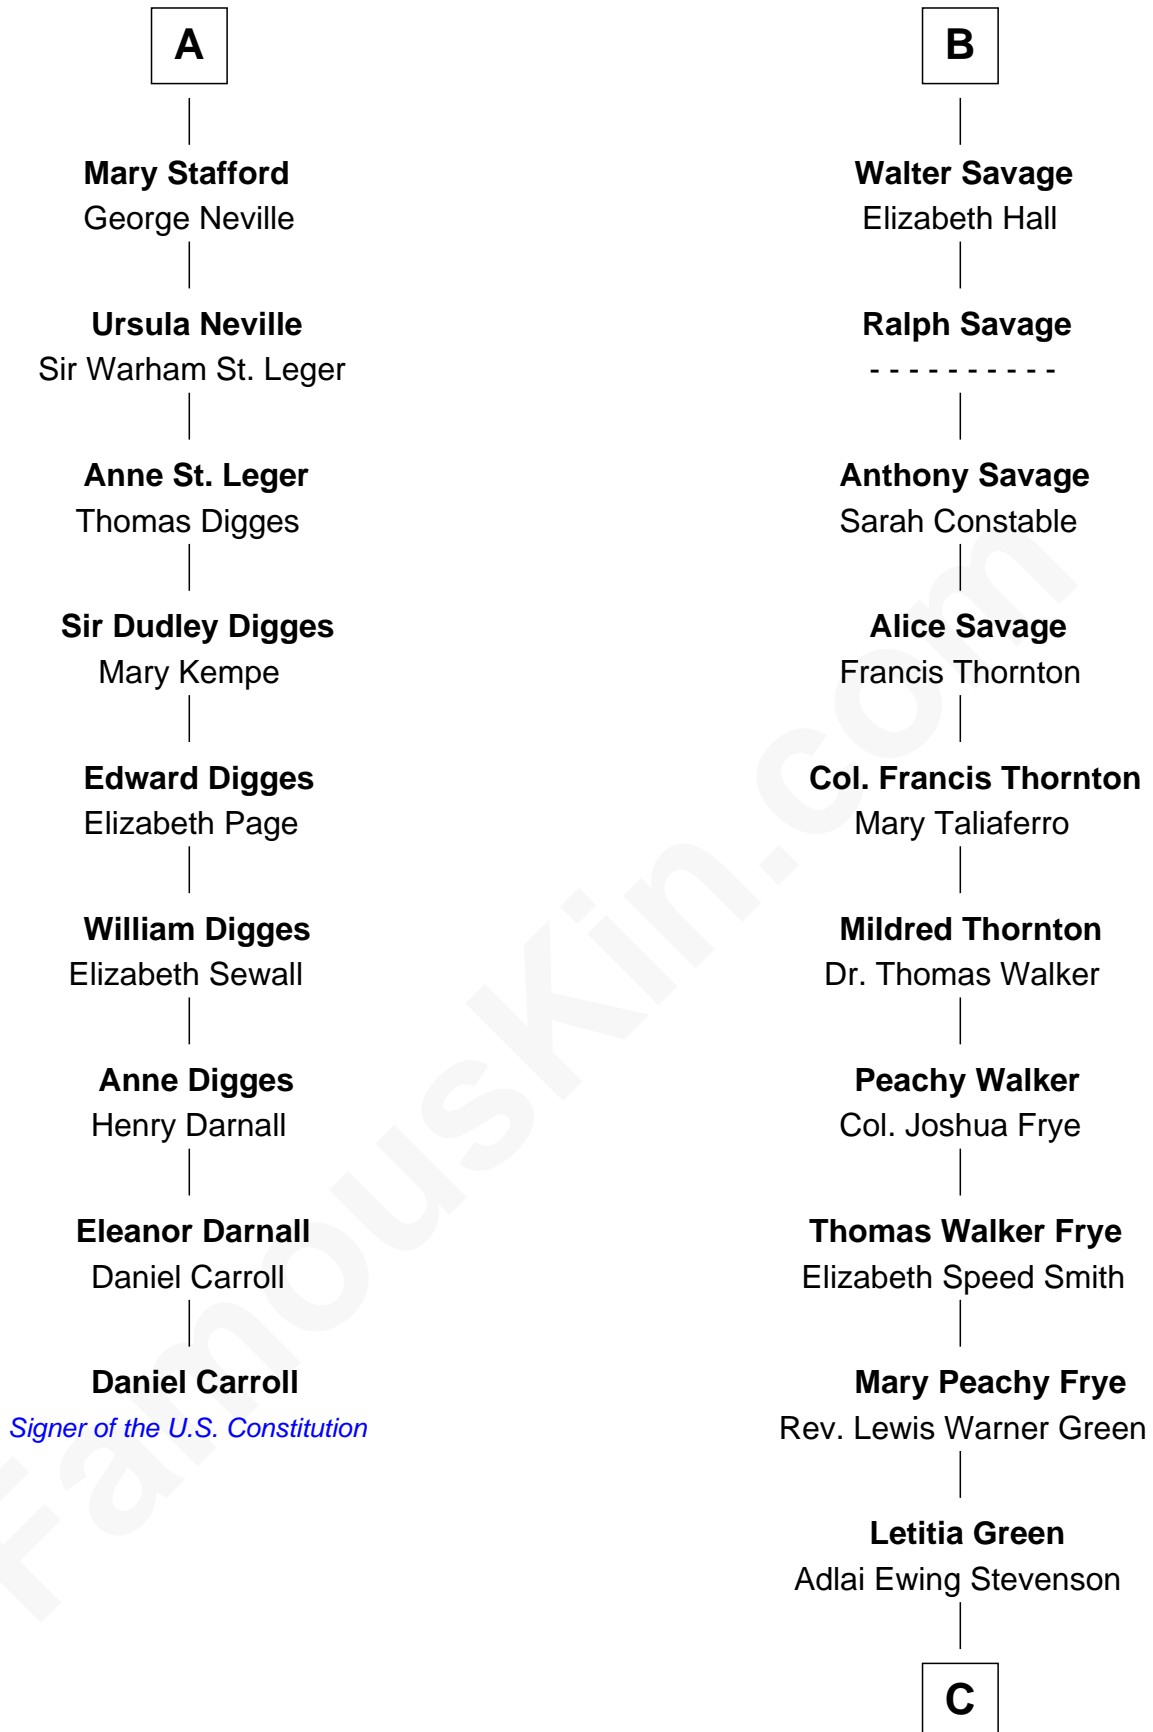 A
Mary Stafford
George Neville
Ursula Neville
Sir Warham St. Leger
Anne St. Leger
Thomas Digges
Sir Dudley Digges
Mary Kempe
Edward Digges
Elizabeth Page
William Digges
Elizabeth Sewall
Anne Digges
Henry Darnall
Eleanor Darnall
Daniel Carroll
Daniel Carroll
Signer of the U.S. Constitution
B
Walter Savage
Elizabeth Hall
Ralph Savage
- - - - - - - - - -
Anthony Savage
Sarah Constable
Alice Savage
Francis Thornton
Col. Francis Thornton
Mary Taliaferro
Mildred Thornton
Dr. Thomas Walker
Peachy Walker
Col. Joshua Frye
Thomas Walker Frye
Elizabeth Speed Smith
Mary Peachy Frye
Rev. Lewis Warner Green
Letitia Green
Adlai Ewing Stevenson
C
FamousKin.com